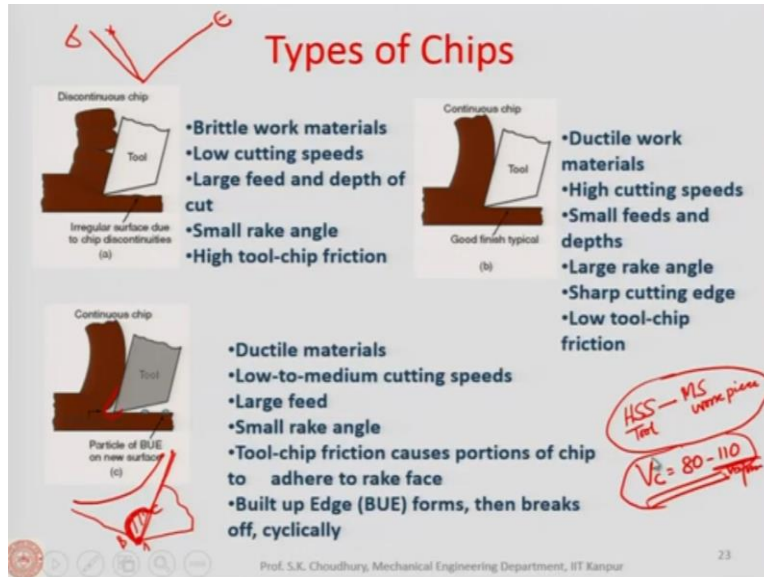 Types of Chips
Discontinuous chip
Tool
Irregular surface due
to chip discontinuities
(a)
•Brittle work materials
•Low cutting speeds
•Large feed and depth of
cut
•Small rake angle
•High tool-chip friction
Continuous chip
Tool
Good finish typical
(b)
•Ductile work
materials
•High cutting speeds
•Small feeds and
depths
•Large rake angle
•Sharp cutting edge
•Low tool-chip
friction
Continuous chip
Tool
Particle of BUE
on new surface
(c)
•Ductile materials
•Low-to-medium cutting speeds
•Large feed
•Small rake angle
•Tool-chip friction causes portions of chip
to adhere to rake face
•Built up Edge (BUE) forms, then breaks
off, cyclically
HSS – MS
Tool work piece
Vc = 80 – 110
Prof. S.K. Choudhury, Mechanical Engineering Department, IIT Kanpur
23